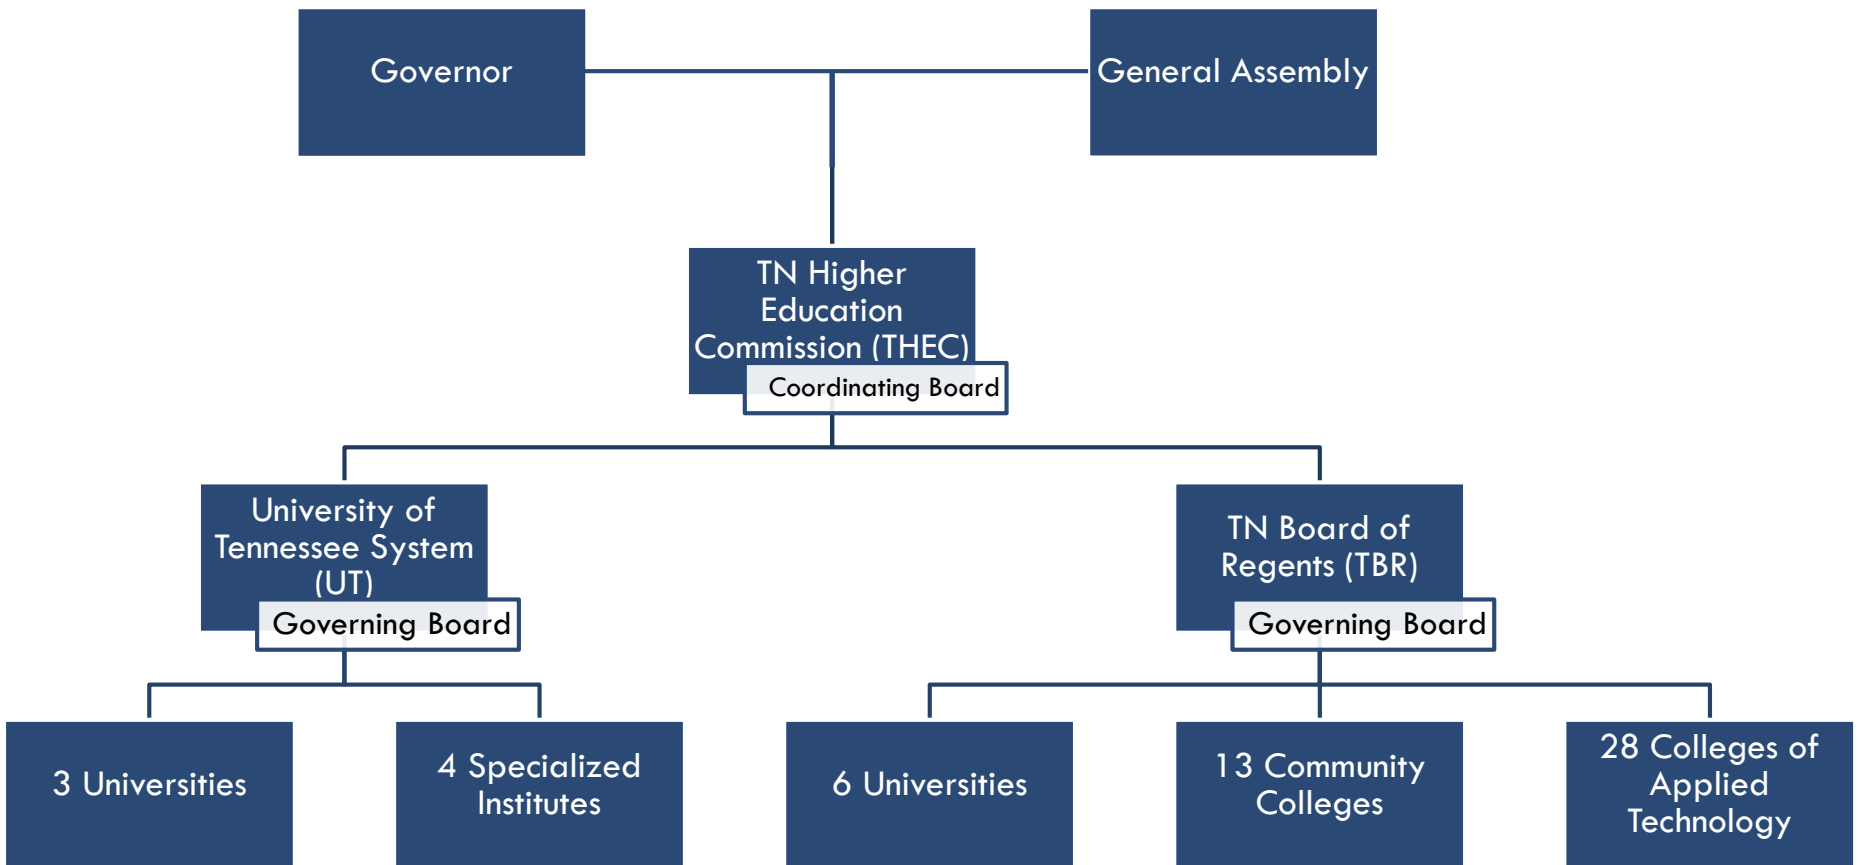 Governor
General Assembly
TN Higher
Education
Commission (THEC)
Coordinating Board
University of
Tennessee System
(UT)
Governing Board
TN Board of
Regents (TBR)
Governing Board
3 Universities
4 Specialized
Institutes
6 Universities
13 Community
Colleges
28 Colleges of
Applied
Technology